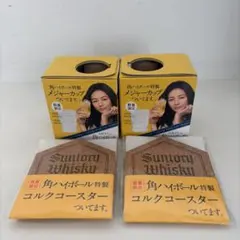 角ハイボール特製
メジャーカップ
ついてます。
角ハイボール特製
メジャーカップ
ついてます。
Suntory
Whisky
角ハイボール特製
コルクコースター
ついてます。
Suntory
Whisky
角ハイボール特製
コルクコースター
ついてます。